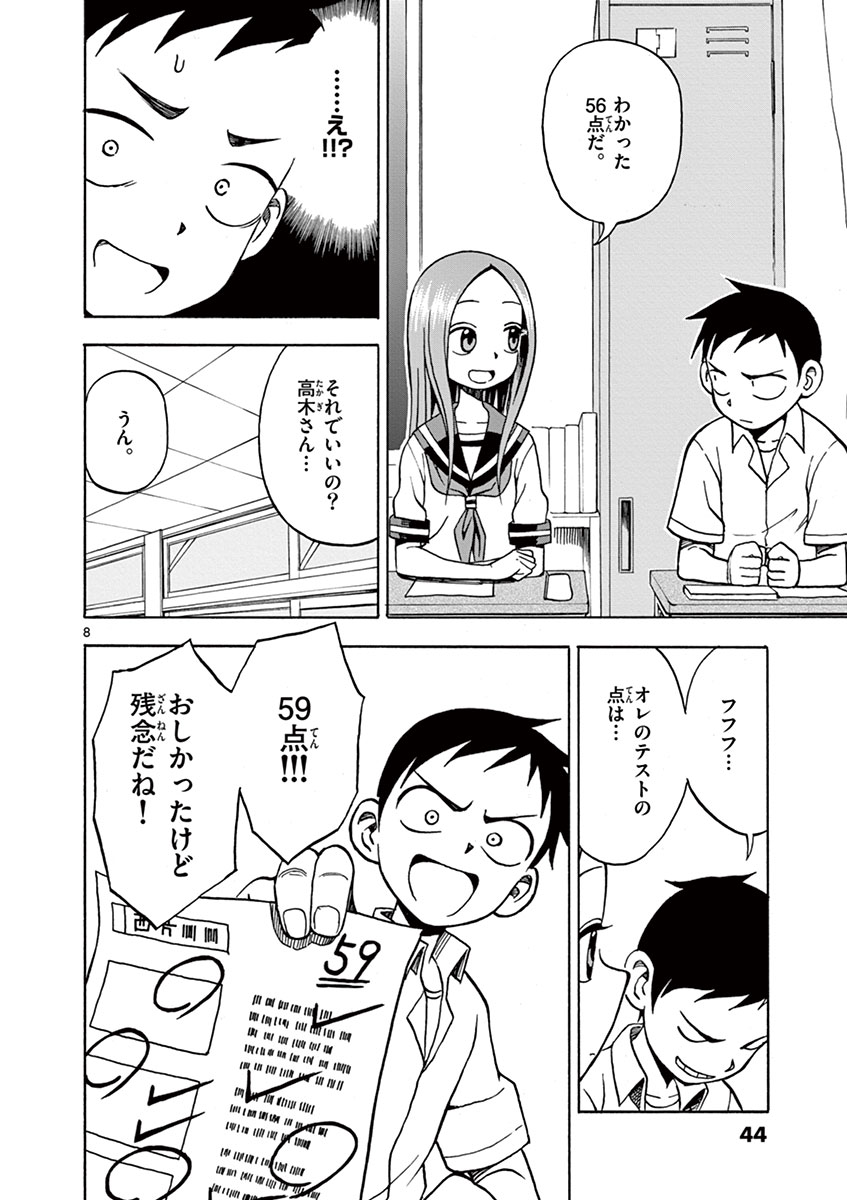 わかった
56点だ。
……え
!!?
それでいいの？
高木さん…
うん。
8
フフフ…
オレのテストの
点は…
59
点!!!
おしかったけど
残念だね！
59
44